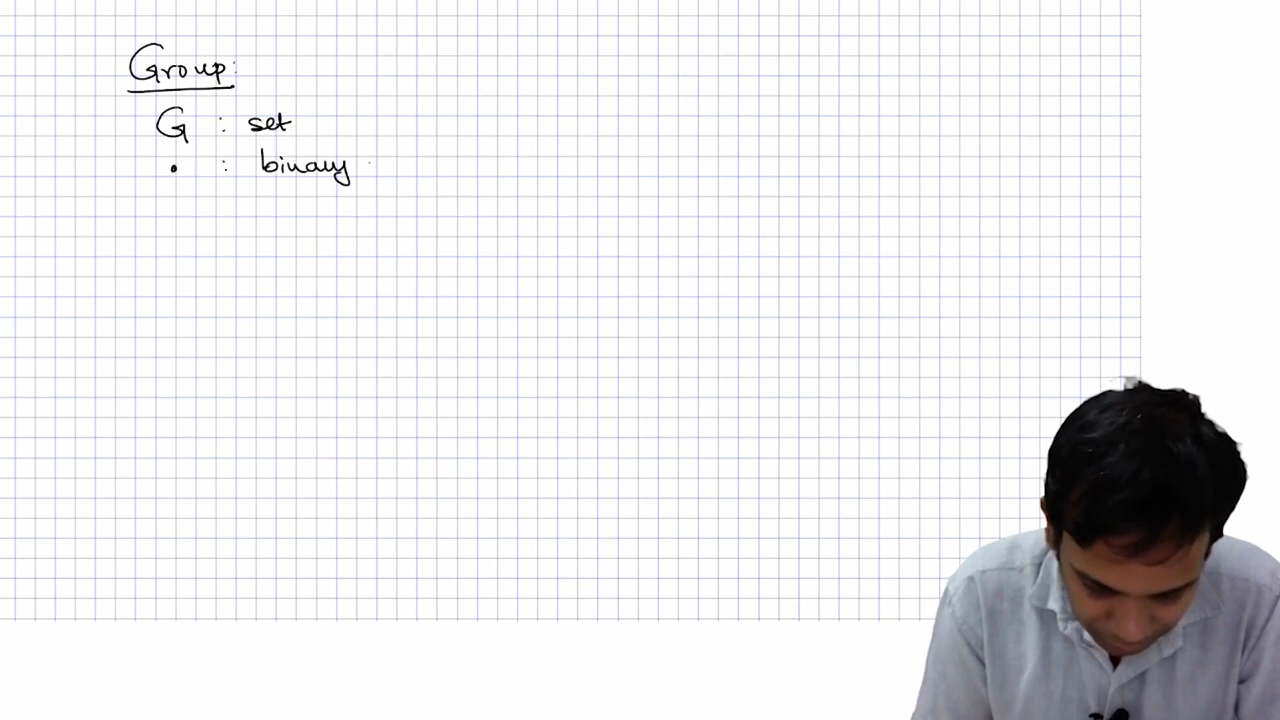 Group:
G : set
• : binary